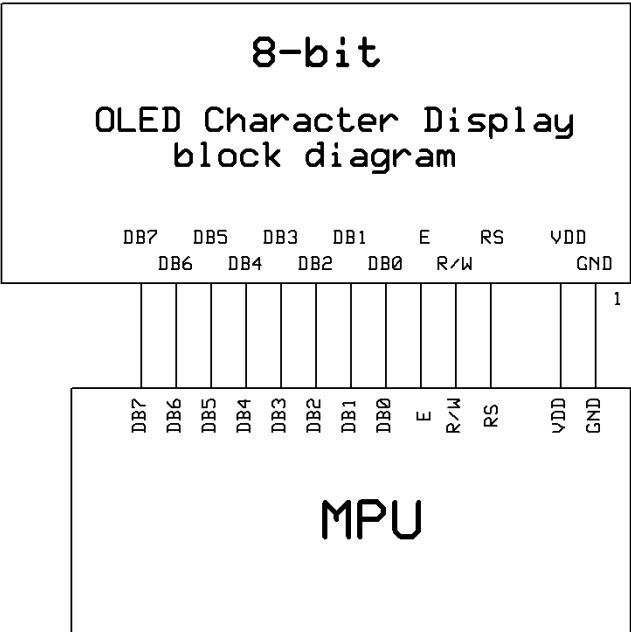 8-bit
OLED Character Display
block diagram
DB7 DB5 DB3 DB1 E RS VDD
DB6 DB4 DB2 DB0 R/W GND
1
DB7 DB6 DB5 DB4 DB3 DB2 DB1 DB0 E R/W RS VDD GND
MPU